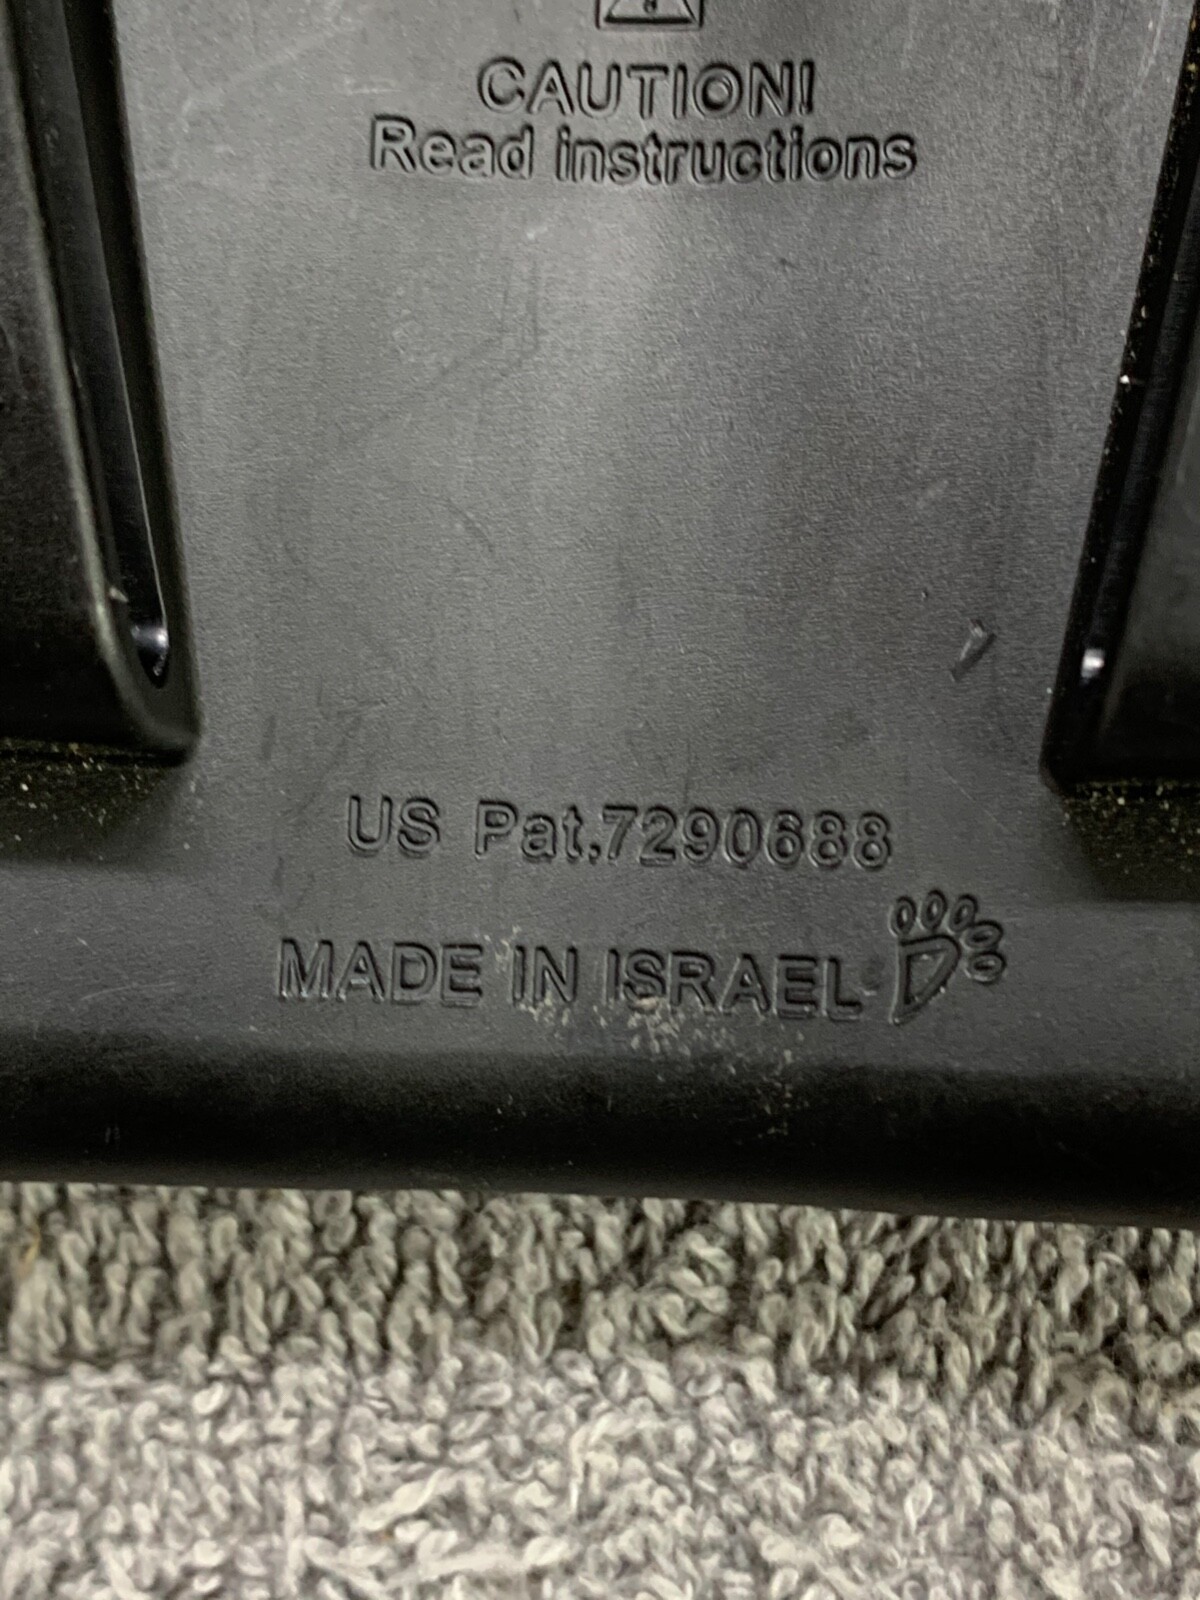 CAUTION!
Read instructions
US Pat.7290688
MADE IN ISRAEL